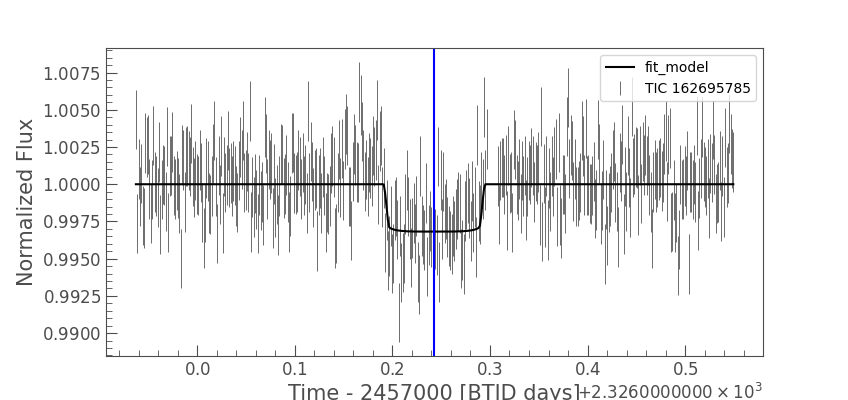 fit_model
TIC 162695785
1.0075
1.0050
1.0025
1.0000
0.9975
0.9950
0.9925
0.9900
Normalized Flux
0.0 0.1 0.2 0.3 0.4 0.5
Time - 2457000 [BTJD days]
+2.3260000000 × 10³